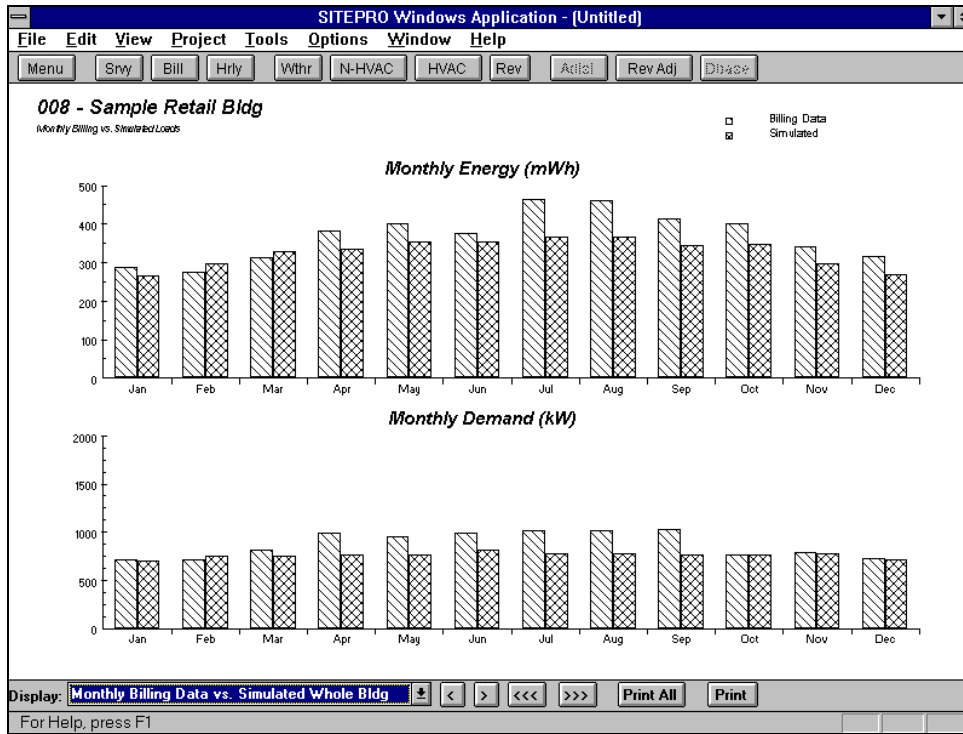 SITEPRO Windows Application - (Untitled)
File Edit View Project Tools Options Window Help
Menu Srvy Bill Hrly Wthr N-HVAC HVAC Rev Rev Adj Dbase
008 - Sample Retail Bldg
Monthly Billing vs. Simulated Loads
Billing Data
Simulated
Monthly Energy (mWh)
500
400
300
200
100
0
Jan Feb Mar Apr May Jun Jul Aug Sep Oct Nov Dec
Monthly Demand (kW)
2000
1500
1000
500
0
Jan Feb Mar Apr May Jun Jul Aug Sep Oct Nov Dec
Display: Monthly Billing Data vs. Simulated Whole Bldg < > <<< >>> Print All Print
For Help, press F1